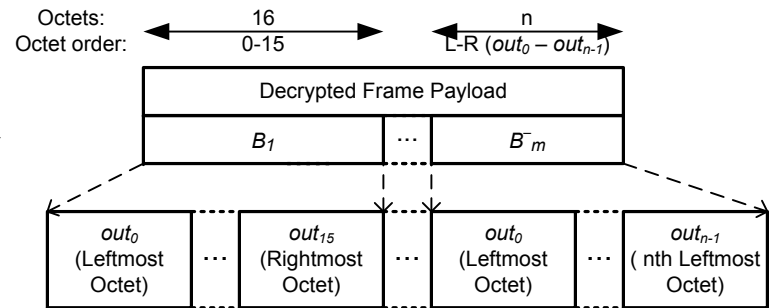 Octets: 16 n
Octet order: 0-15 L-R (out0 – outn-1)
Decrypted Frame Payload
B1 ... B‾m
out0 ... out15 ... out0 ... outn-1
(Leftmost (Rightmost (Leftmost ( nth Leftmost
Octet) Octet) Octet) Octet)